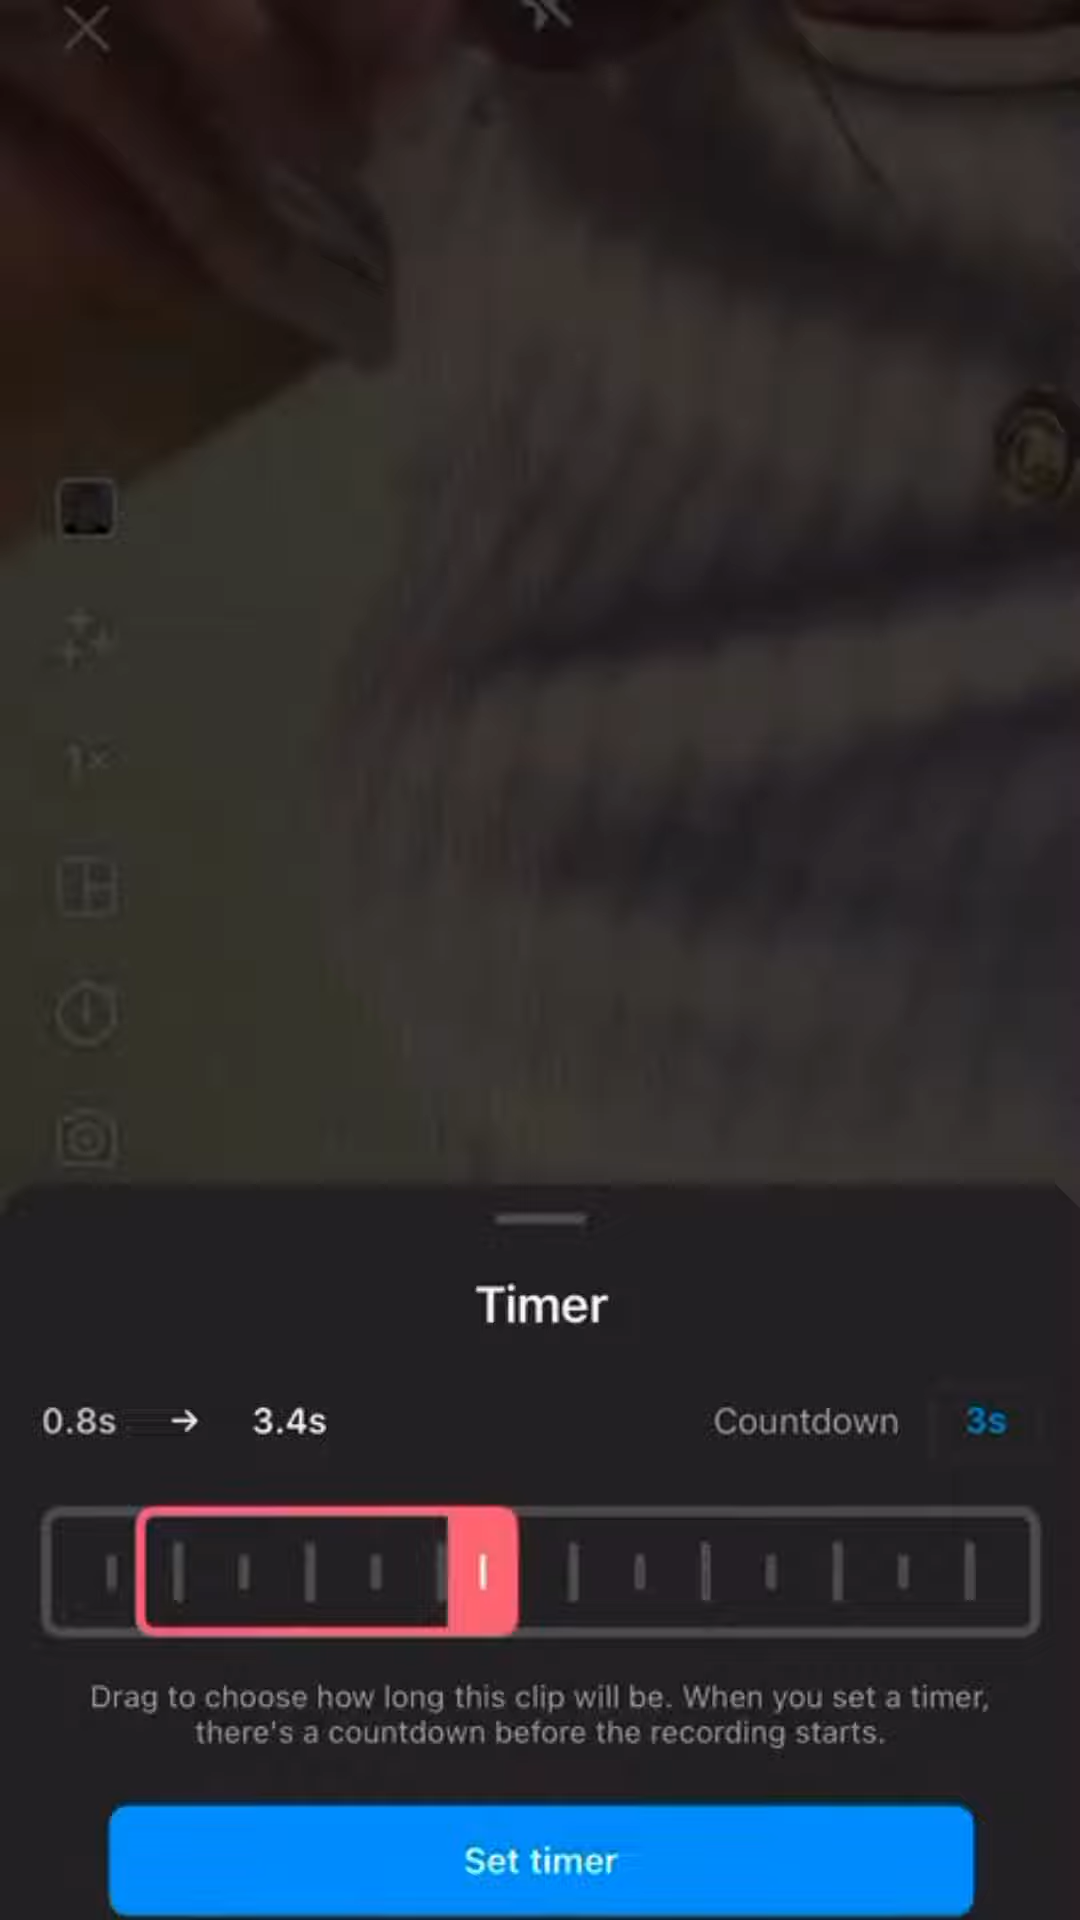 1×
Timer
0.8s → 3.4s Countdown 3s
Drag to choose how long this clip will be. When you set a timer,
there's a countdown before the recording starts.
Set timer